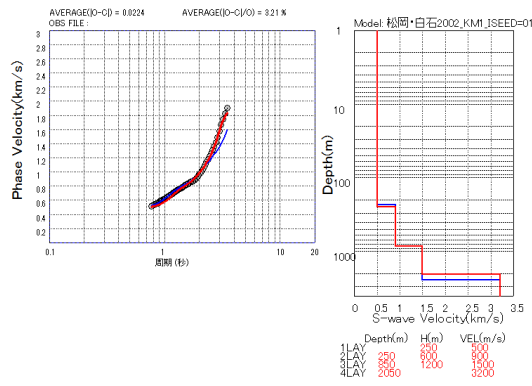 AVERAGE(|O-C|) = 0.0224 AVERAGE(|O-C|/O) = 3.21 %
OBS FILE :
Phase Velocity(km/s)
3
2.8
2.6
2.4
2.2
2
1.8
1.6
1.4
1.2
1
0.8
0.6
0.4
0.2
0.1 1 10 20
周期 (秒)
Model: 松岡・白石2002_KM1_ISEED=01
Depth(m)
1
10
100
1000
0 0.5 1 1.5 2 2.5 3 3.5
S-wave Velocity(km/s)
Depth(m) H(m) VEL(m/s)
1LAY 250 500
2LAY 250 600 900
3LAY 850 1200 1500
4LAY 2050 3200